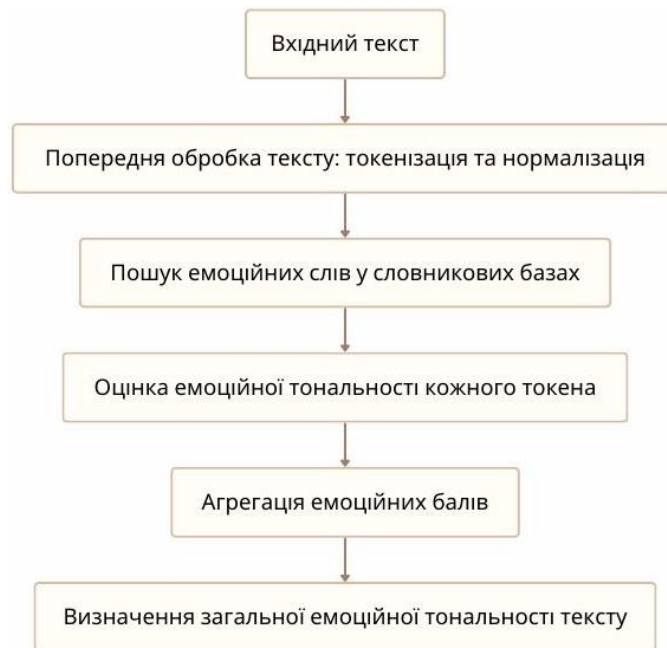 Вхідний текст
Попередня обробка тексту: токенізація та нормалізація
Пошук емоційних слів у словникових базах
Оцінка емоційної тональності кожного токена
Агрегація емоційних балів
Визначення загальної емоційної тональності тексту